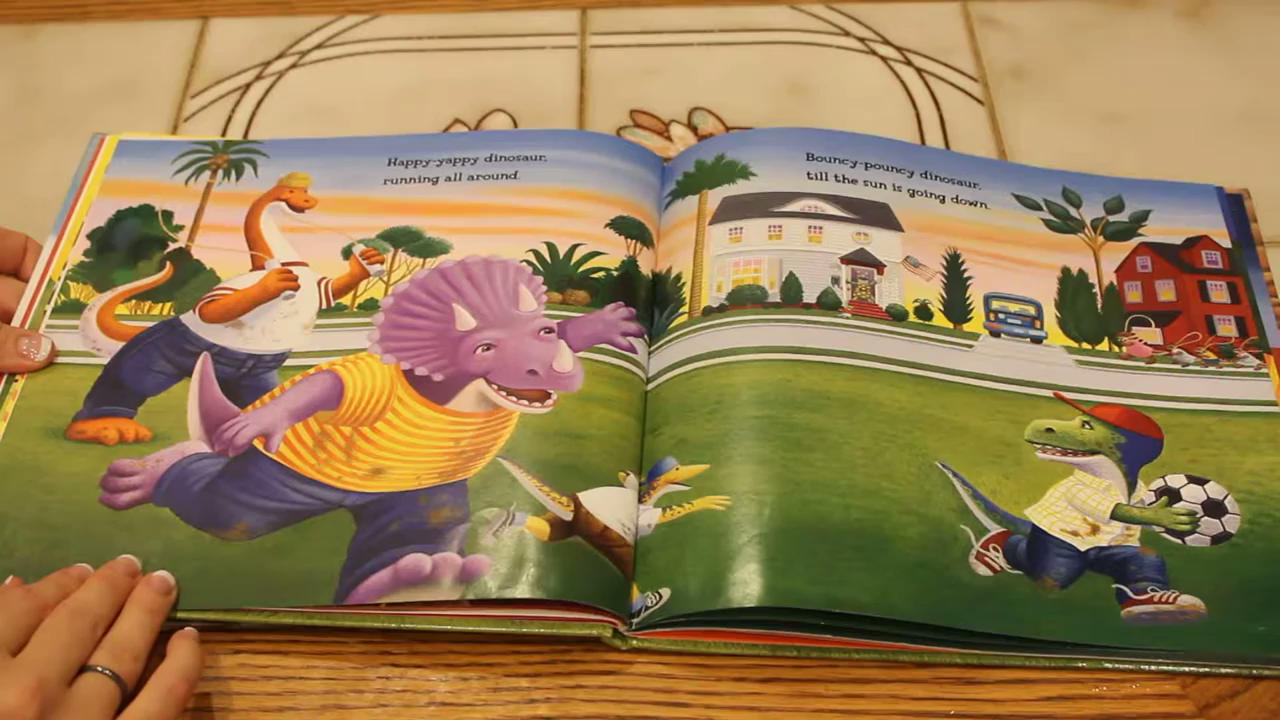 Happy-yappy dinosaur,
running all around.
Bouncy-pouncy dinosaur,
till the sun is going down.